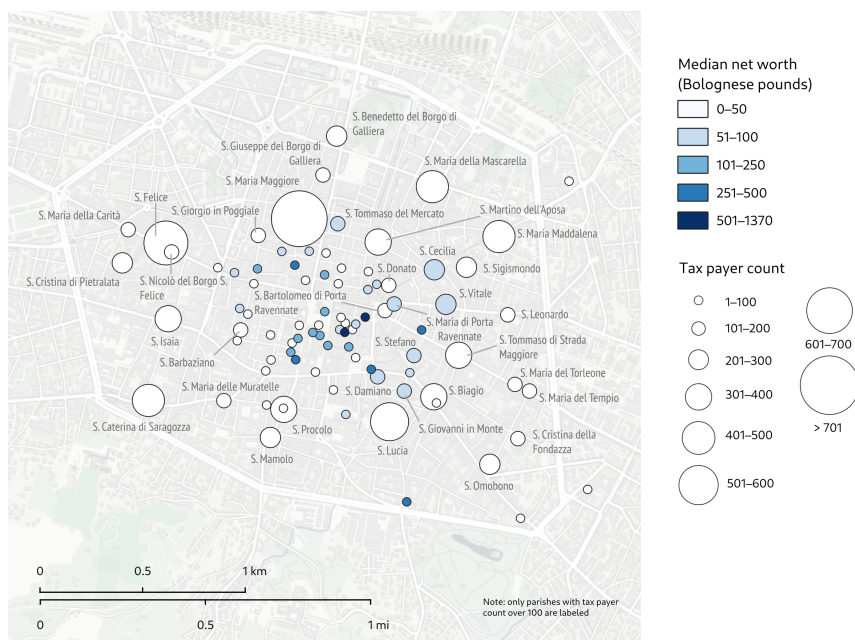 S. Benedetto del Borgo di
Galliera
S. Giuseppe del Borgo di
Galliera
S. Maria della Mascarella
S. Maria Maggiore
S. Felice
S. Giorgio in Poggiale
S. Maria della Carità
S. Tommaso del Mercato
S. Martino dell'Aposa
S. Maria Maddalena
S. Cecilia
S. Donato
S. Sigismondo
S. Cristina di Pietralata
S. Nicolò del Borgo S.
Felice
S. Bartolomeo di Porta
Ravennate
S. Vitale
S. Leonardo
S. Maria di Porta
Ravennate
S. Isaia
S. Stefano
S. Tommaso di Strada
Maggiore
S. Barbaziano
S. Maria del Torleone
S. Maria delle Muratelle
S. Damiano
S. Biagio
S. Maria del Tempio
S. Caterina di Saragozza
S. Procolo
S. Giovanni in Monte
S. Cristina della
Fondazza
S. Lucia
S. Mamolo
S. Omobono
0
0.5
1 km
0
0.5
1 mi
Note: only parishes with tax payer
count over 100 are labeled
Median net worth
(Bolognese pounds)
0–50
51–100
101–250
251–500
501–1370
Tax payer count
1–100
101–200
201–300
301–400
401–500
501–600
601–700
> 701